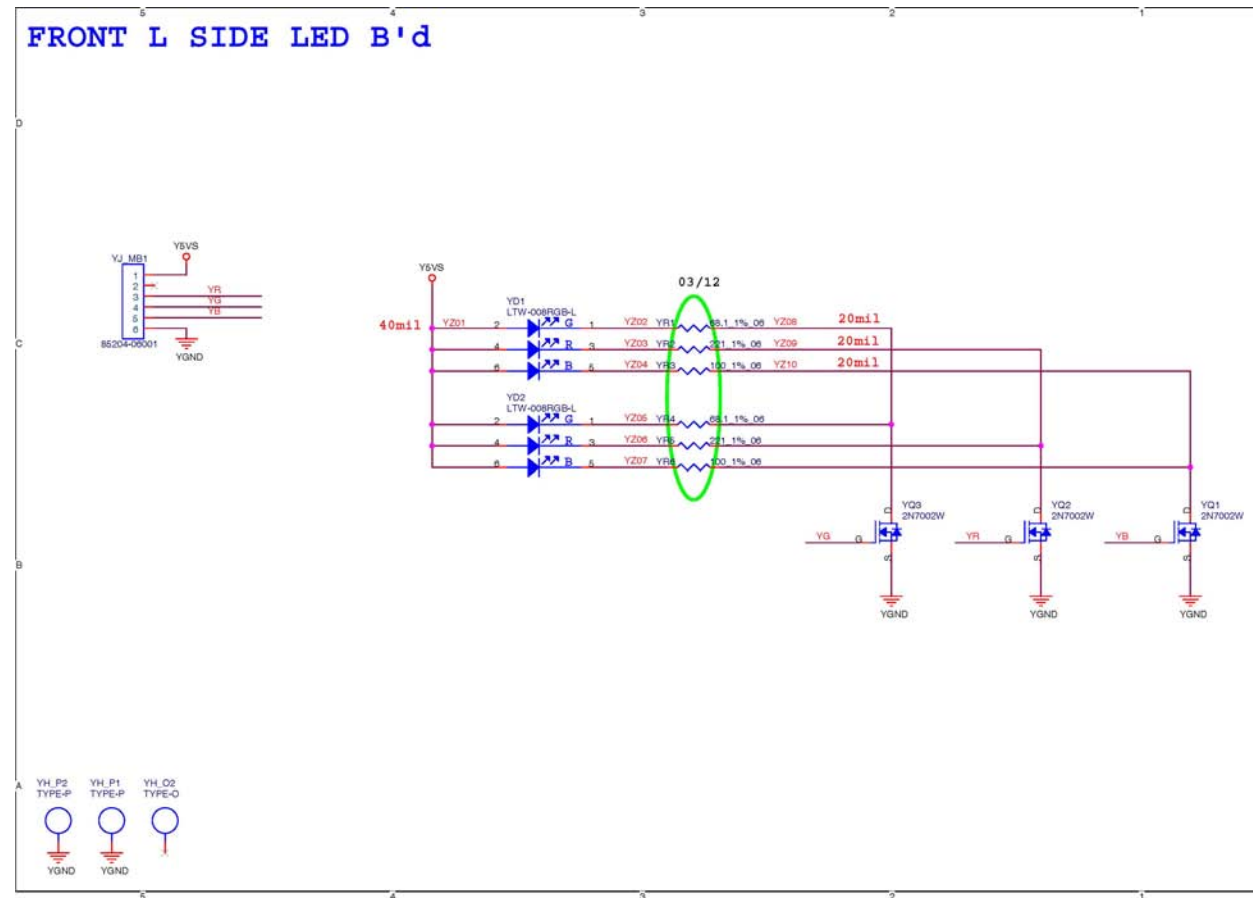 5 4 3 2 1
FRONT L SIDE LED B'd
D
Y5VS
YJ_MB1
1
2
3 YR
4 YG
5 YB
6
85204-06001
YGND
C
Y5VS
03/12
YD1
LTW-008RGB-L
40mil YZ01 2 G 1 YZ02 YR1 68.1_1%_06 YZ08 20mil
4 R 3 YZ03 YR2 221_1%_06 YZ09 20mil
6 B 5 YZ04 YR3 100_1%_06 YZ10 20mil
YD2
LTW-008RGB-L
2 G 1 YZ05 YR4 68.1_1%_06
4 R 3 YZ06 YR5 221_1%_06
6 B 5 YZ07 YR6 100_1%_06
B
YQ3
2N7002W
YG G D S
YGND
YQ2
2N7002W
YR G D S
YGND
YQ1
2N7002W
YB G D S
YGND
A
YH_P2 YH_P1 YH_O2
TYPE-P TYPE-P TYPE-O
YGND YGND
5 4 3 2 1